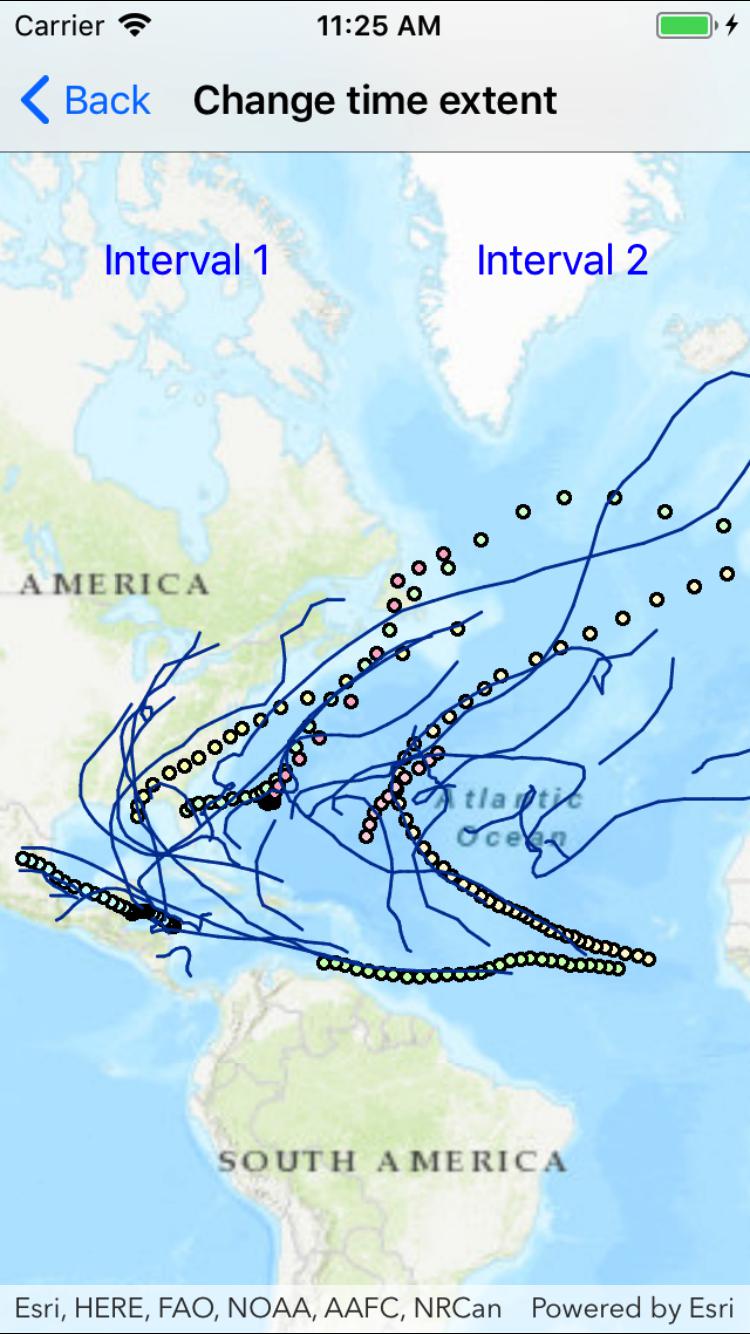 Carrier 11:25 AM
Back Change time extent
Interval 1 Interval 2
AMERICA
Atlantic
Ocean
SOUTH AMERICA
Esri, HERE, FAO, NOAA, AAFC, NRCan Powered by Esri